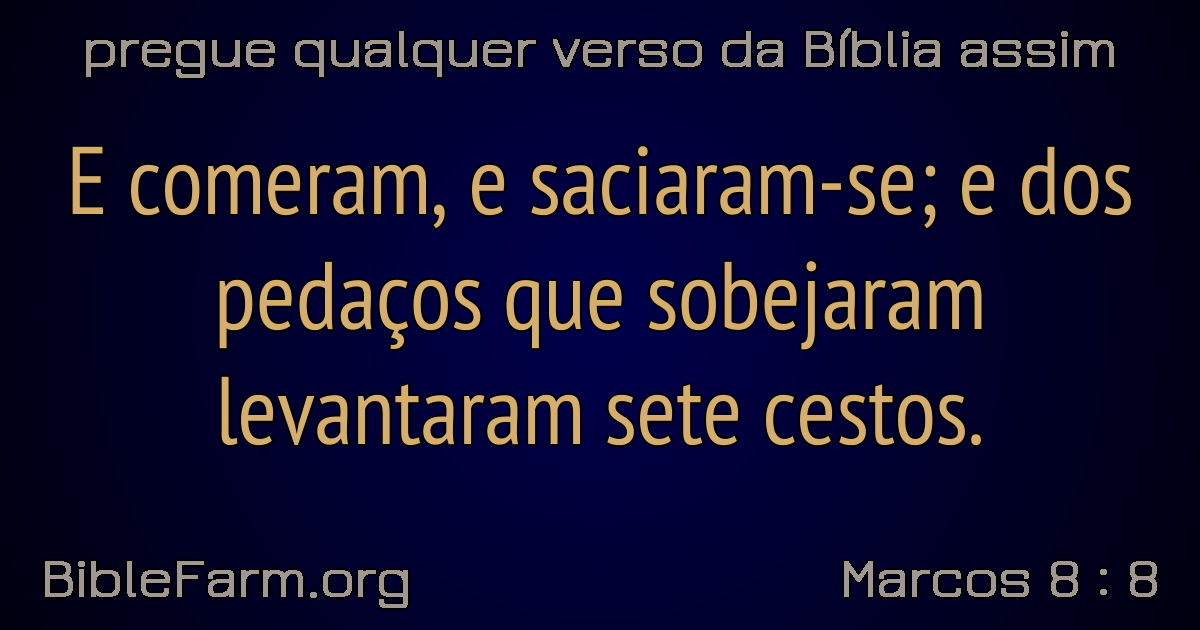 pregue qualquer verso da Bíblia assim
E comeram, e saciaram-se; e dos
pedaços que sobejaram
levantaram sete cestos.
BibleFarm.org
Marcos 8 : 8